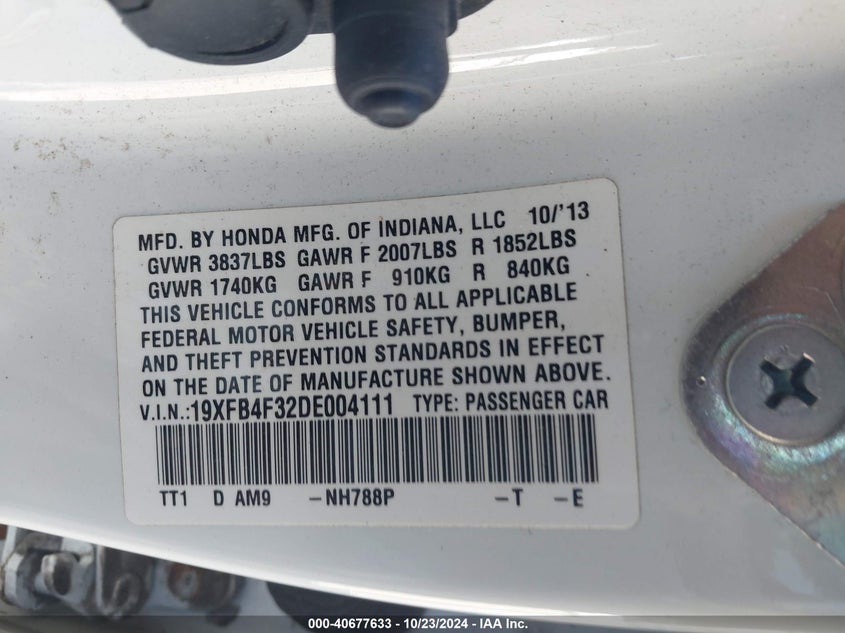 MFD. BY HONDA MFG. OF INDIANA, LLC 10/'13
GVWR 3837LBS GAWR F 2007LBS R 1852LBS
GVWR 1740KG GAWR F 910KG R 840KG
THIS VEHICLE CONFORMS TO ALL APPLICABLE
FEDERAL MOTOR VEHICLE SAFETY, BUMPER,
AND THEFT PREVENTION STANDARDS IN EFFECT
ON THE DATE OF MANUFACTURE SHOWN ABOVE.
V.I.N.:19XFB4F32DE004111 TYPE: PASSENGER CAR
TT1 D AM9 –NH788P –T –E
000-40677633 - 10/23/2024 - IAA Inc.